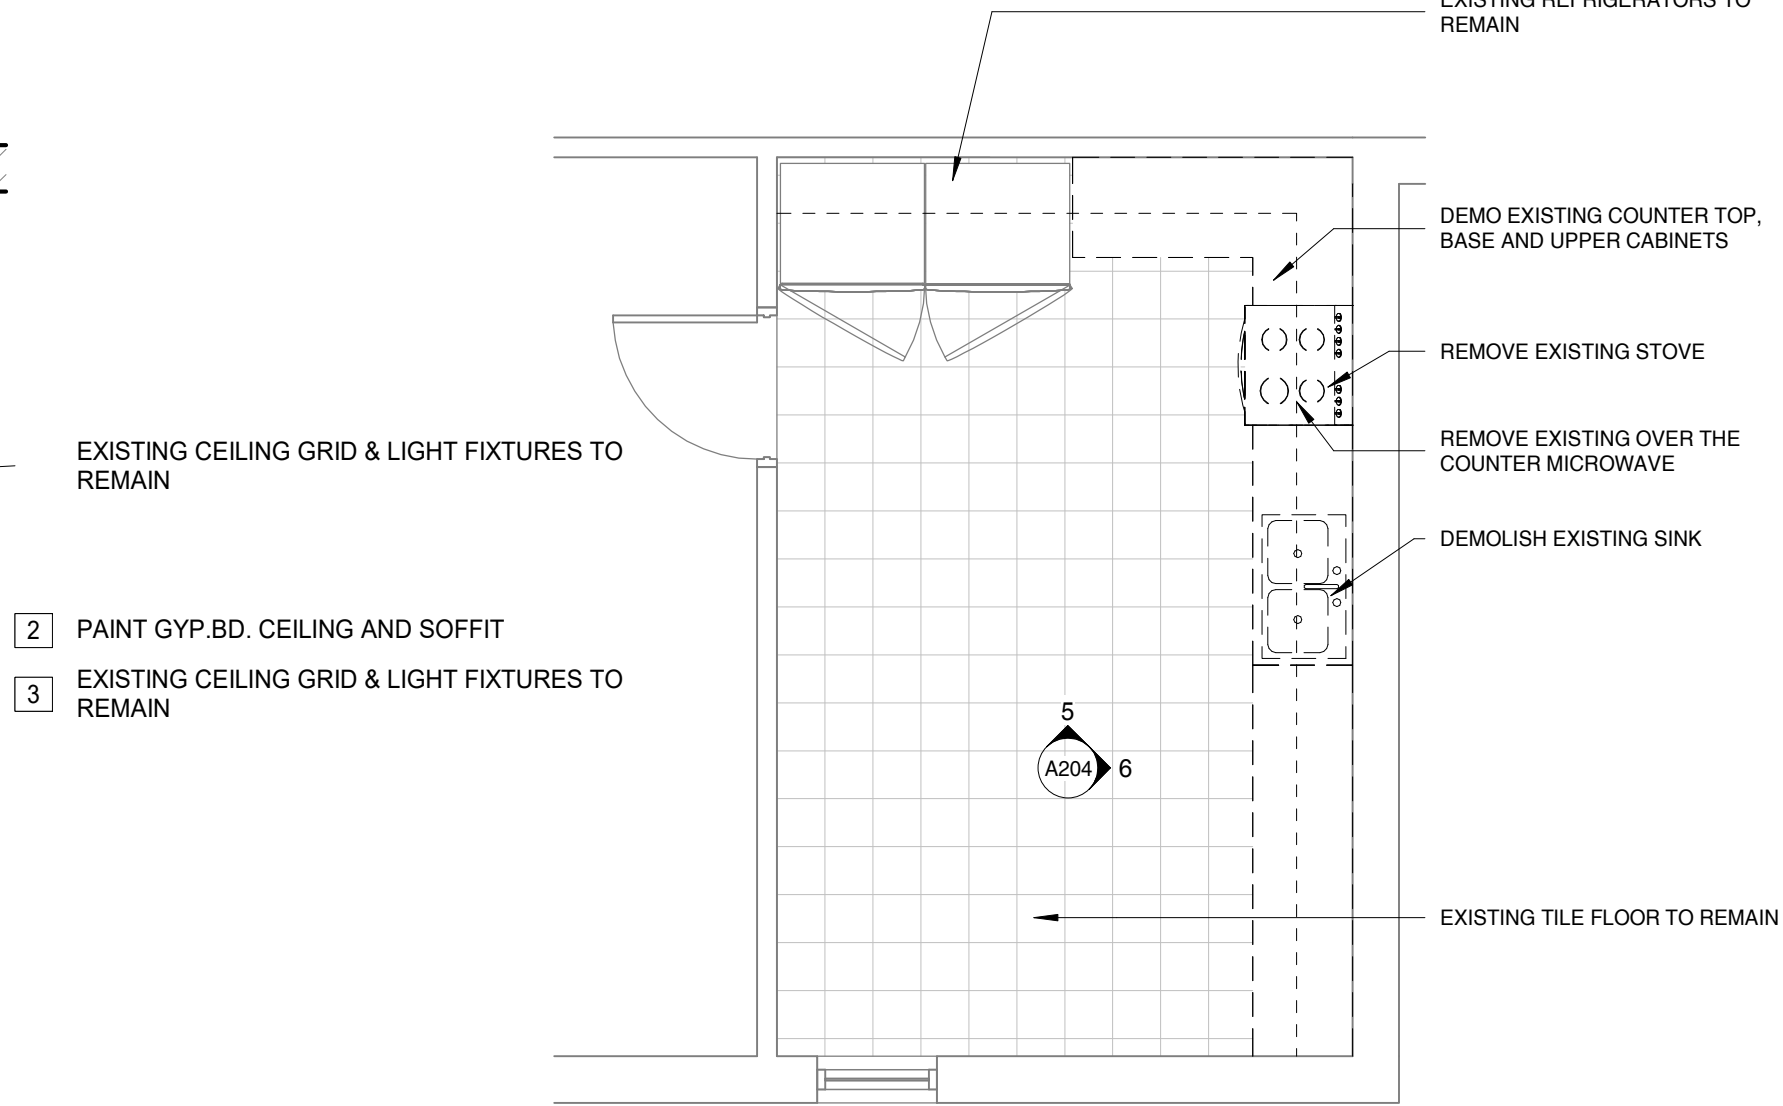 EXISTING REFRIGERATORS TO
REMAIN
DEMO EXISTING COUNTER TOP,
BASE AND UPPER CABINETS
REMOVE EXISTING STOVE
REMOVE EXISTING OVER THE
COUNTER MICROWAVE
DEMOLISH EXISTING SINK
EXISTING TILE FLOOR TO REMAIN
EXISTING CEILING GRID & LIGHT FIXTURES TO
REMAIN
2 PAINT GYP.BD. CEILING AND SOFFIT
3 EXISTING CEILING GRID & LIGHT FIXTURES TO
REMAIN
5
A204 6